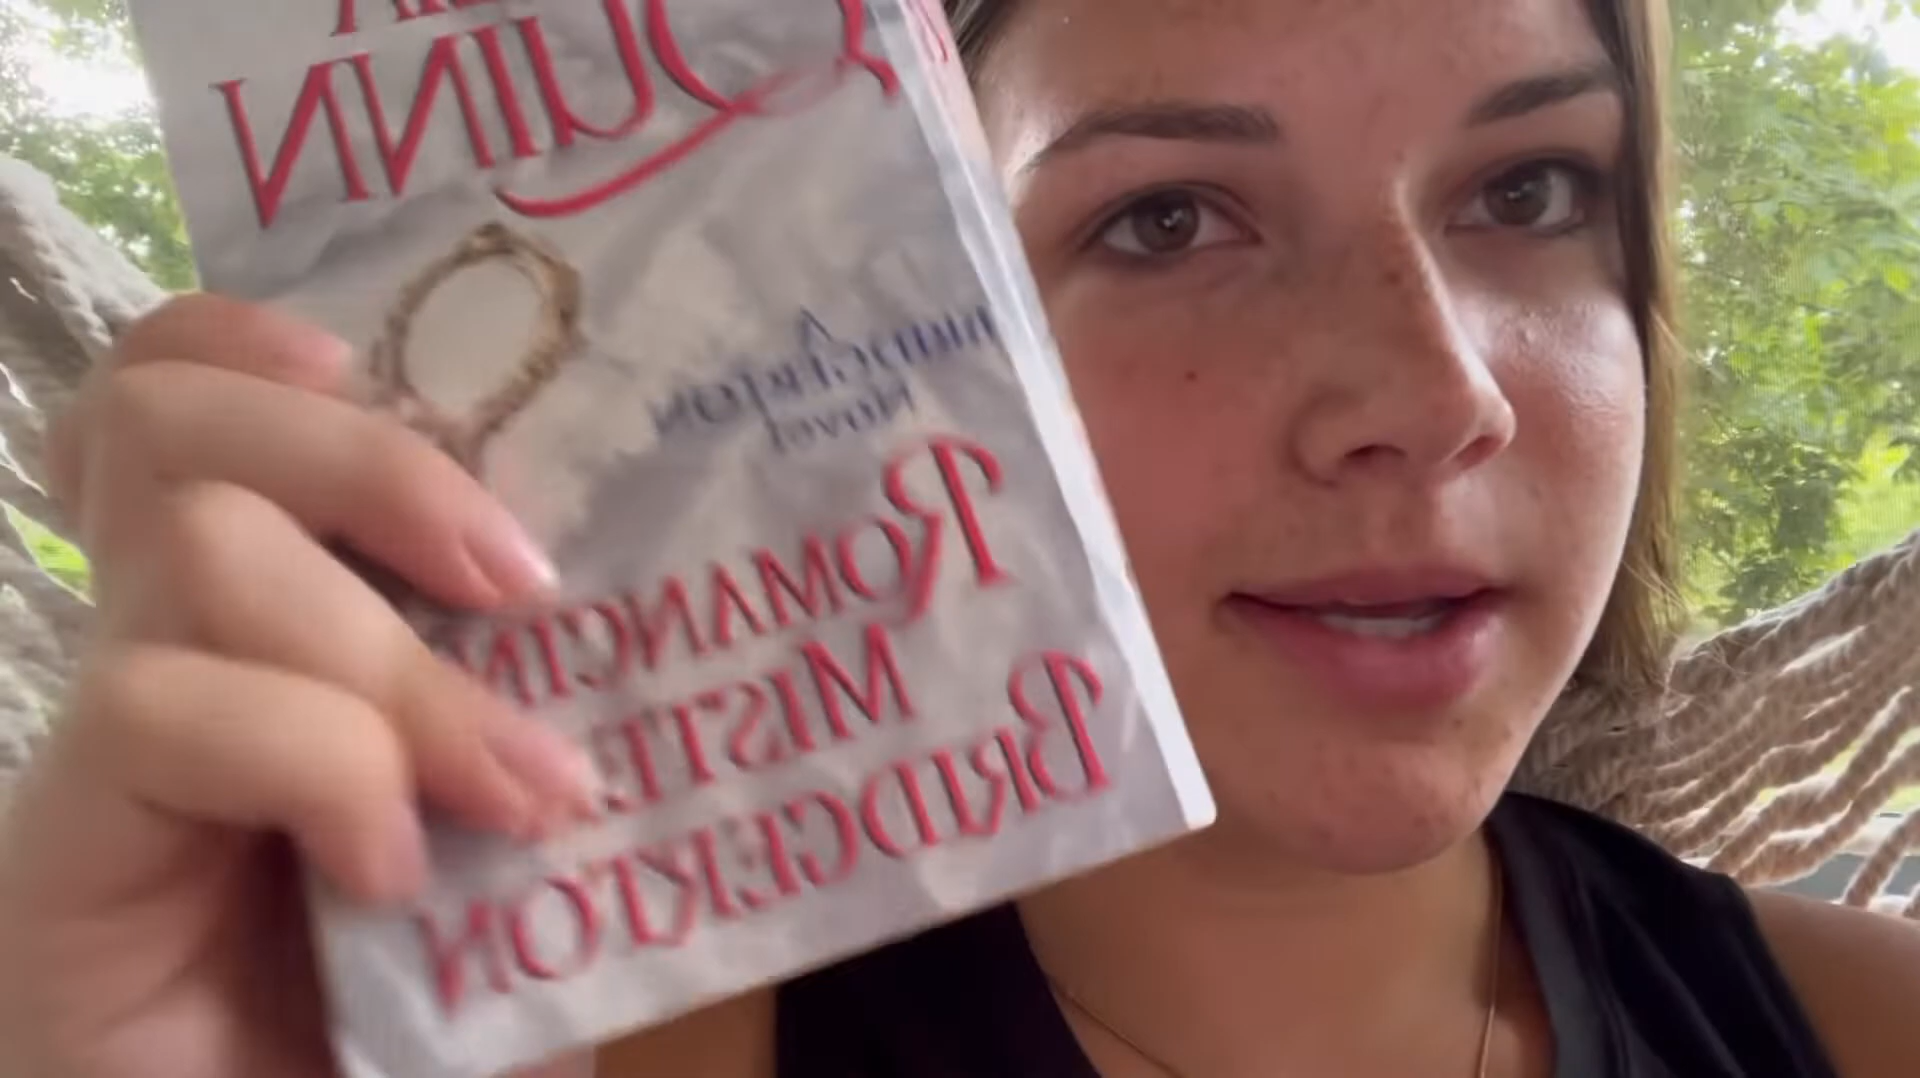 QUINN
A
BRIDGERTON
Novel
ROMANCIN
MISTE
BRIDGERTON